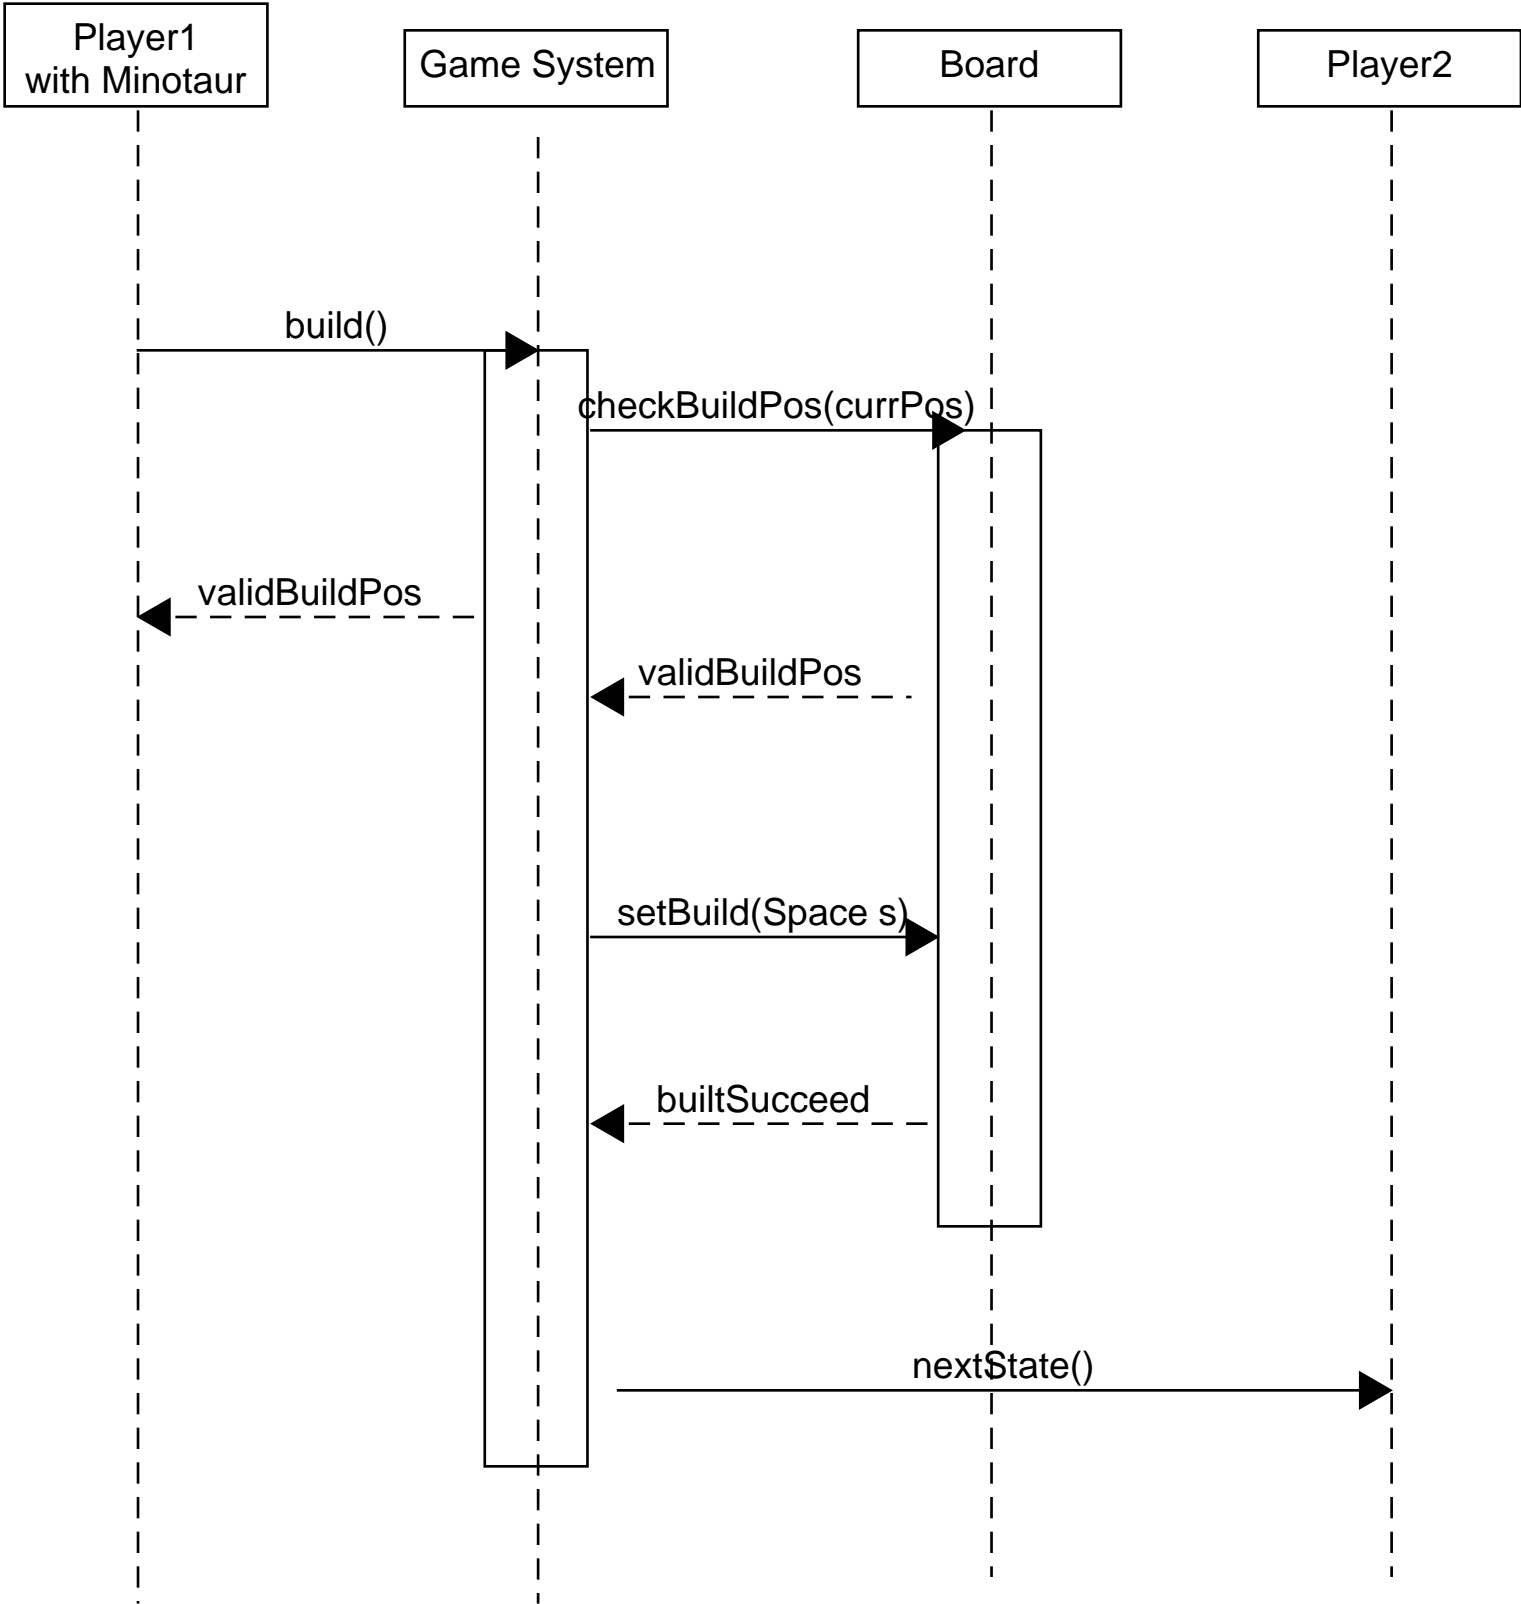 Player1
with Minotaur
Game System
Board
Player2
build()
checkBuildPos(currPos)
validBuildPos
validBuildPos
setBuild(Space s)
builtSucceed
nextState()